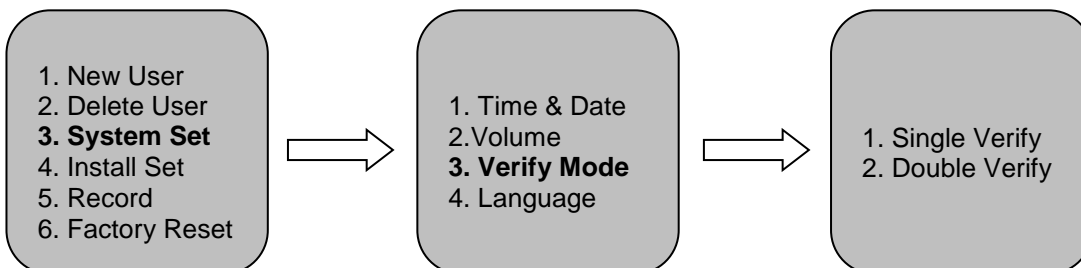 1. New User
2. Delete User
3. System Set
4. Install Set
5. Record
6. Factory Reset
1. Time & Date
2.Volume
3. Verify Mode
4. Language
1. Single Verify
2. Double Verify